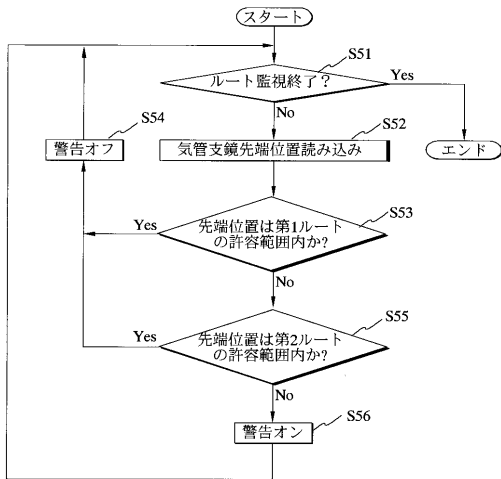 スタート
S51
ルート監視終了？
Yes
No
S54
S52
警告オフ
気管支鏡先端位置読み込み
エンド
S53
Yes
先端位置は第1ルート
の許容範囲内か?
No
S55
Yes
先端位置は第2ルート
の許容範囲内か?
No
S56
警告オン